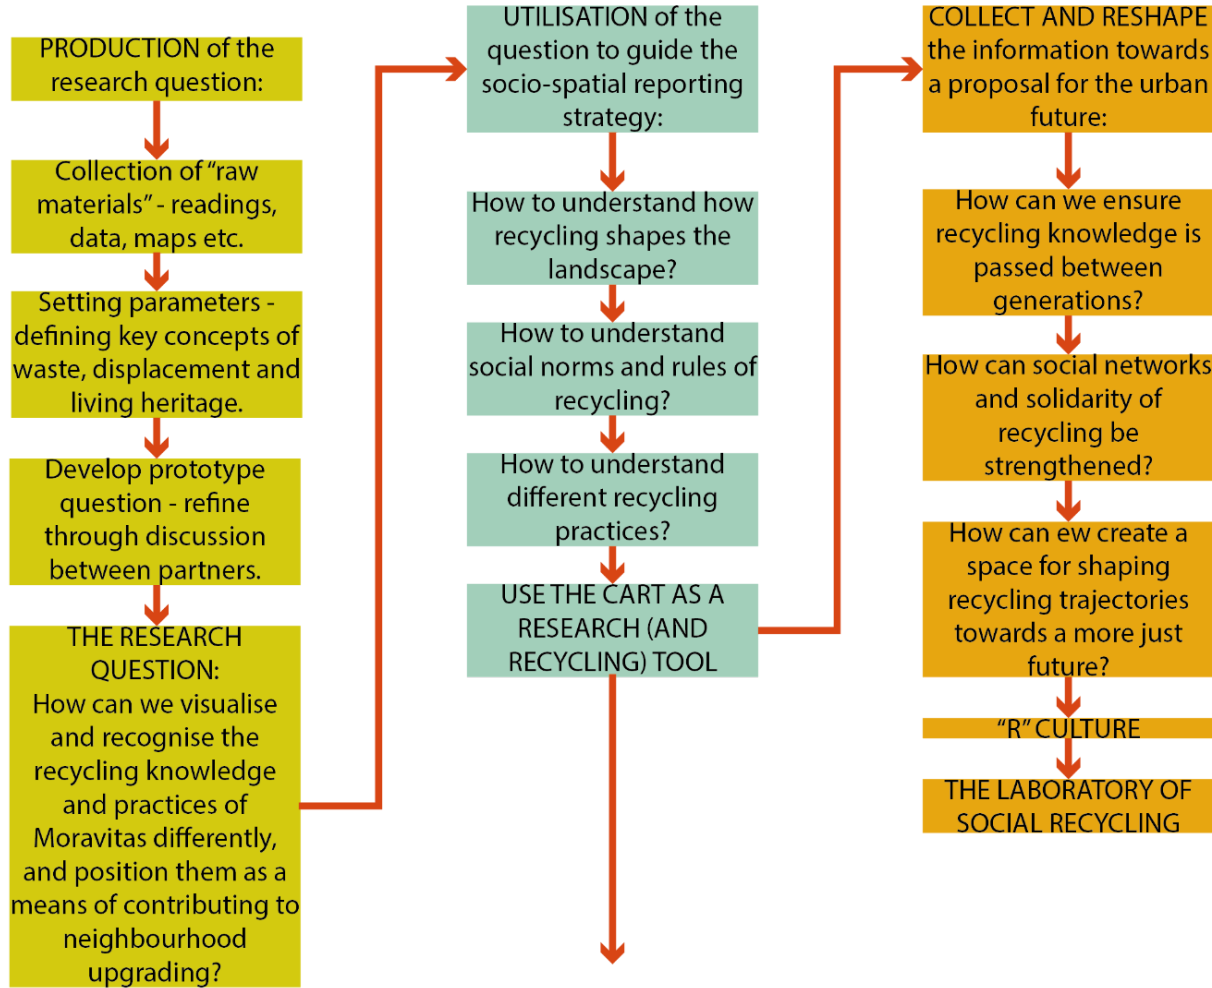 PRODUCTION of the
research question:
Collection of “raw
materials” - readings,
data, maps etc.
Setting parameters -
defining key concepts of
waste, displacement and
living heritage.
Develop prototype
question - refine
through discussion
between partners.
THE RESEARCH
QUESTION:
How can we visualise
and recognise the
recycling knowledge
and practices of
Moravitas differently,
and position them as a
means of contributing to
neighbourhood
upgrading?
UTILISATION of the
question to guide the
socio-spatial reporting
strategy:
How to understand how
recycling shapes the
landscape?
How to understand
social norms and rules of
recycling?
How to understand
different recycling
practices?
USE THE CART AS A
RESEARCH (AND
RECYCLING) TOOL
COLLECT AND RESHAPE
the information towards
a proposal for the urban
future:
How can we ensure
recycling knowledge is
passed between
generations?
How can social networks
and solidarity of
recycling be
strengthened?
How can ew create a
space for shaping
recycling trajectories
towards a more just
future?
“R” CULTURE
THE LABORATORY OF
SOCIAL RECYCLING